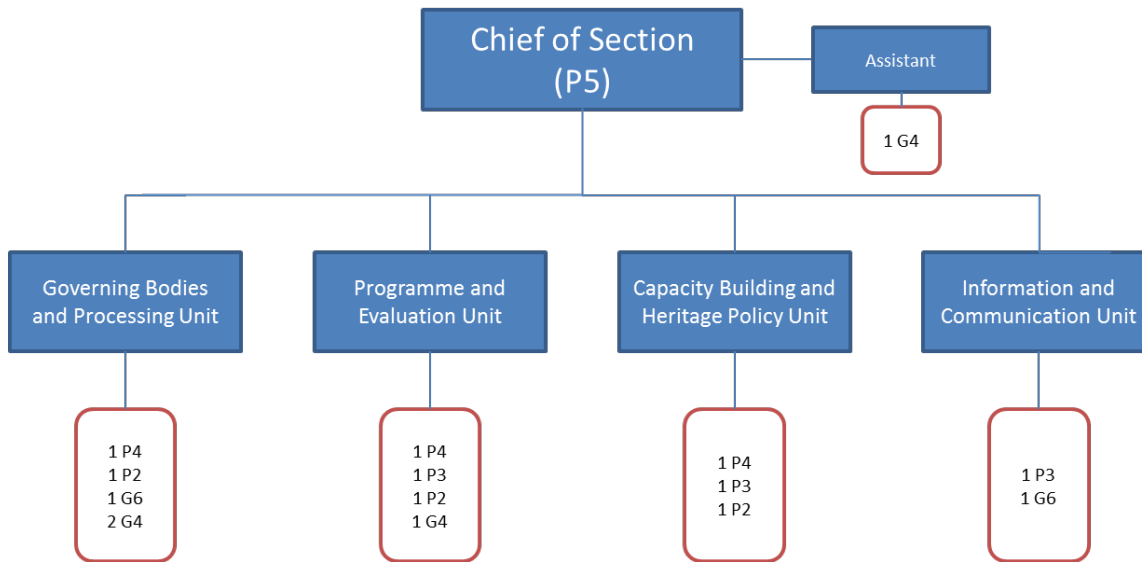 Chief of Section
(P5)
Assistant
1 G4
Governing Bodies
and Processing Unit
Programme and
Evaluation Unit
Capacity Building and
Heritage Policy Unit
Information and
Communication Unit
1 P4
1 P2
1 G6
2 G4
1 P4
1 P3
1 P2
1 G4
1 P4
1 P3
1 P2
1 P3
1 G6